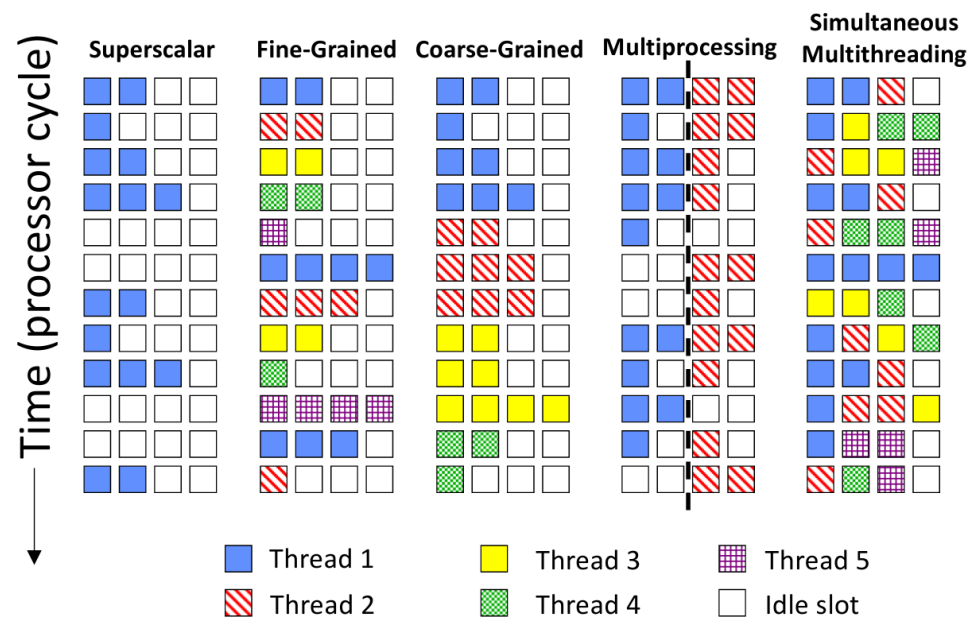 Superscalar
Fine-Grained
Coarse-Grained
Multiprocessing
Simultaneous
Multithreading
Time (processor cycle)
Thread 1
Thread 3
Thread 5
Thread 2
Thread 4
Idle slot